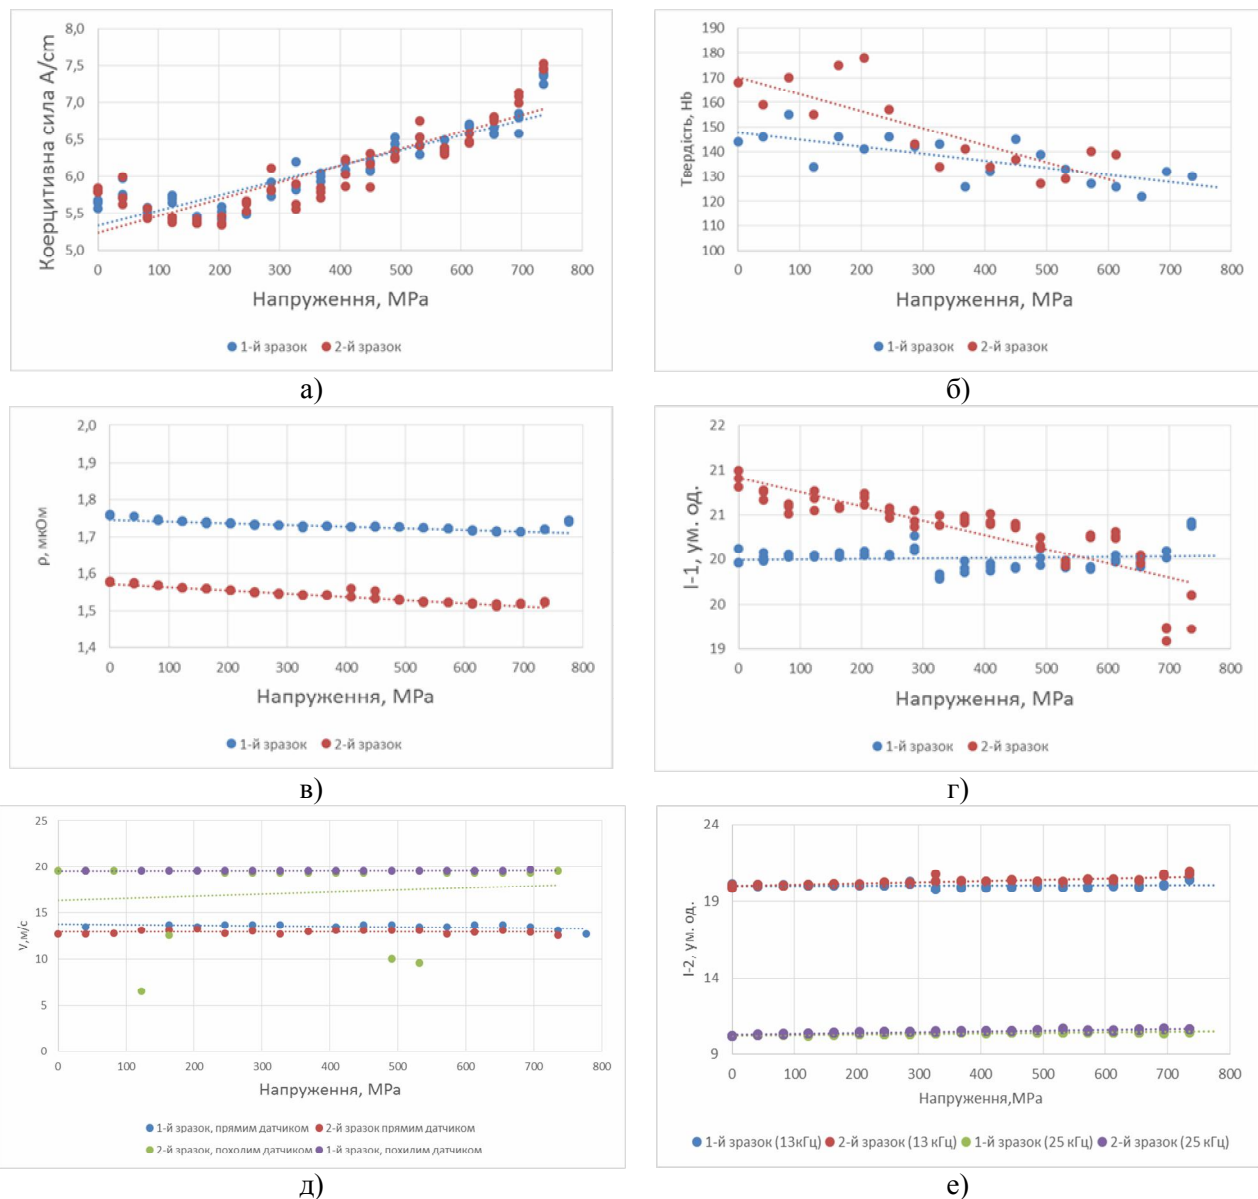 Коерцитивна сила A/cm
7,5
7,0
6,5
6,0
5,5
5,0
0 100 200 300 400 500 600 700 800
Напруження, MPa
1-й зразок 2-й зразок
а)
Твердість, Hb
190
180
170
160
150
140
130
120
110
100
0 100 200 300 400 500 600 700 800
Напруження, MPa
1-й зразок 2-й зразок
б)
ρ, мкОм
2,0
1,9
1,8
1,7
1,6
1,5
1,4
0 100 200 300 400 500 600 700 800
Напруження, MPa
1-й зразок 2-й зразок
в)
I-1, ум. од.
22
21
21
20
20
19
0 100 200 300 400 500 600 700 800
Напруження, MPa
1-й зразок 2-й зразок
г)
V,м/с
25
20
15
10
5
0
0 100 200 300 400 500 600 700 800
Напруження, MPa
1-й зразок, прямим датчиком 2-й зразок прямим датчиком
2-й зразок, похилим датчиком 1-й зразок, похилим датчиком
д)
I-2, ум. од.
24
19
14
9
0 100 200 300 400 500 600 700 800
Напруження,MPa
1-й зразок (13кГц) 2-й зразок (13 кГц) 1-й зразок (25 кГц) 2-й зразок (25 кГц)
е)